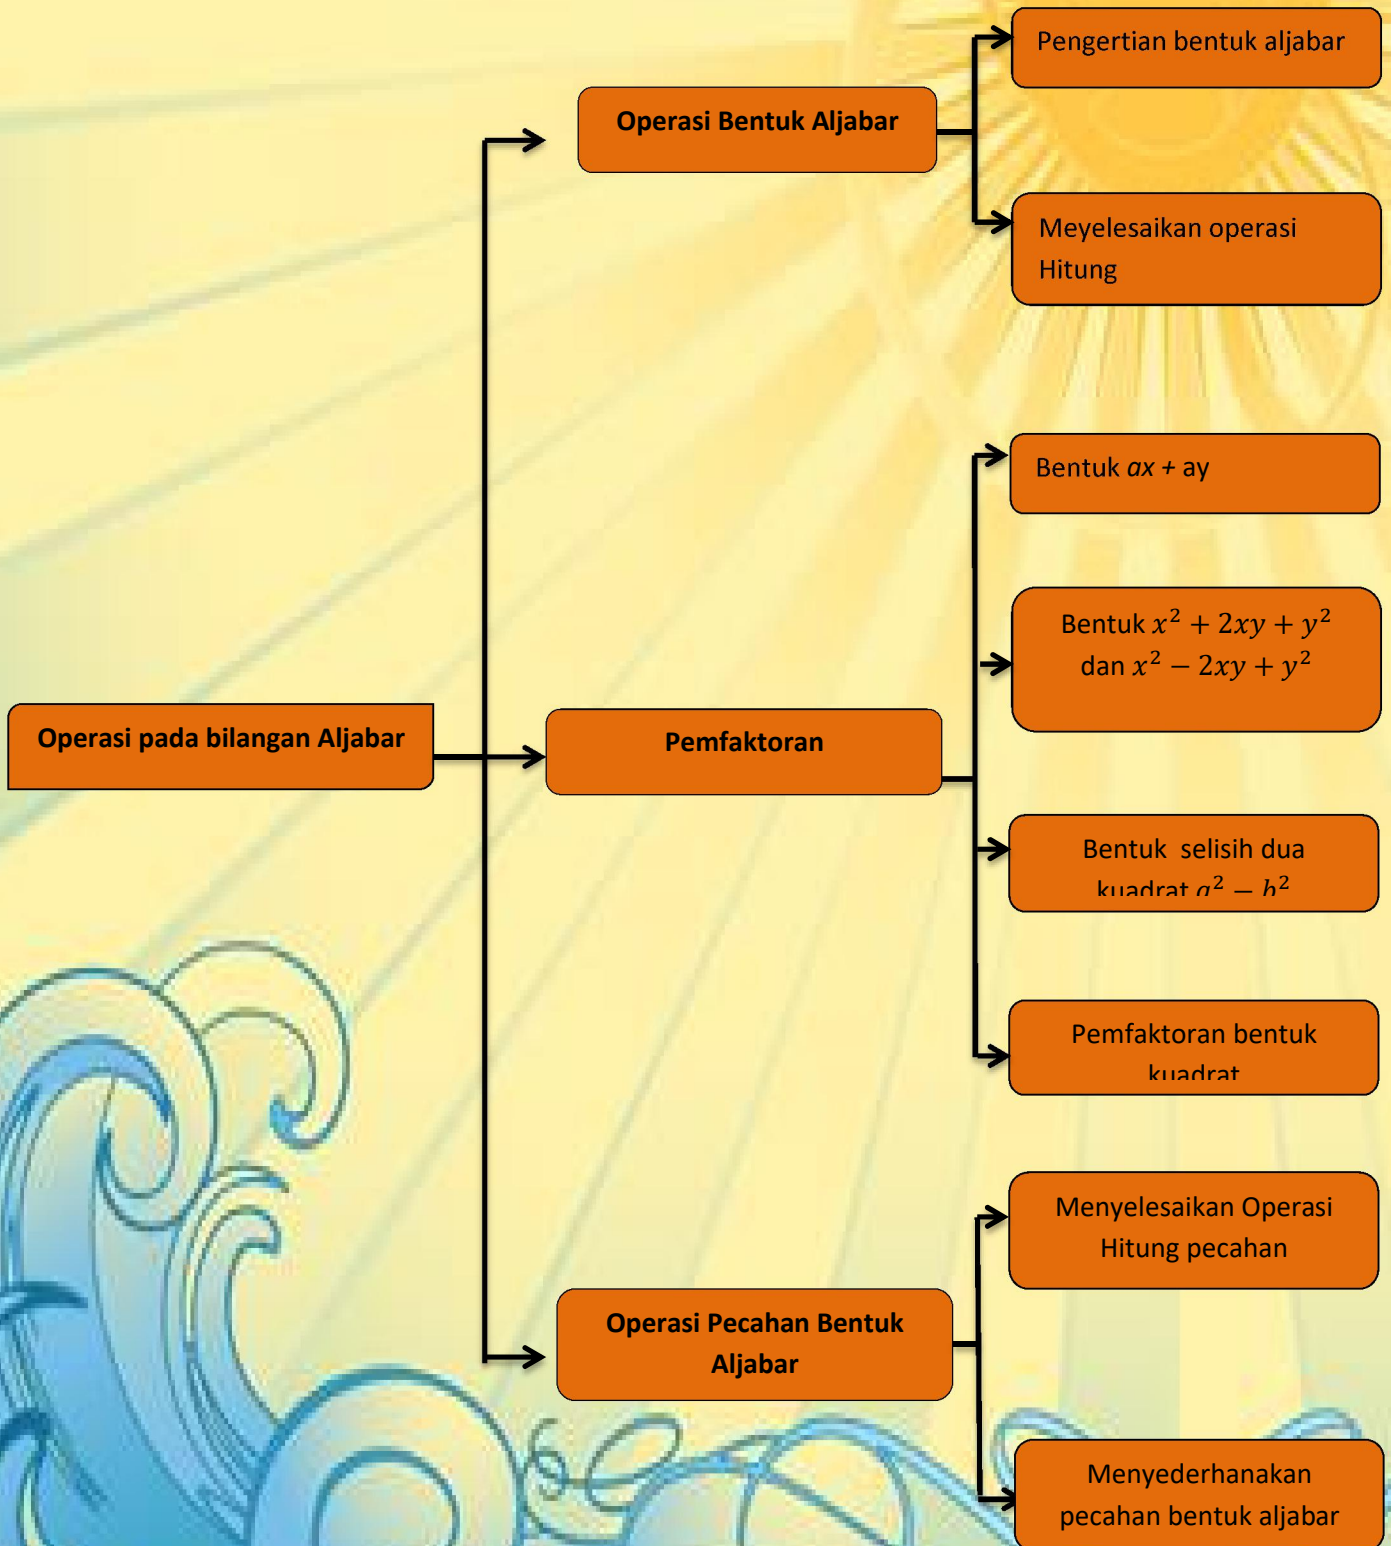 Pengertian bentuk aljabar
Operasi Bentuk Aljabar
Meyelesaikan operasi
Hitung
Bentuk ax + ay
Bentuk x² + 2xy + y²
dan x² − 2xy + y²
Operasi pada bilangan Aljabar
Pemfaktoran
Bentuk selisih dua
kuadrat a² − b²
Pemfaktoran bentuk
kuadrat
Menyelesaikan Operasi
Hitung pecahan
Operasi Pecahan Bentuk
Aljabar
Menyederhanakan
pecahan bentuk aljabar